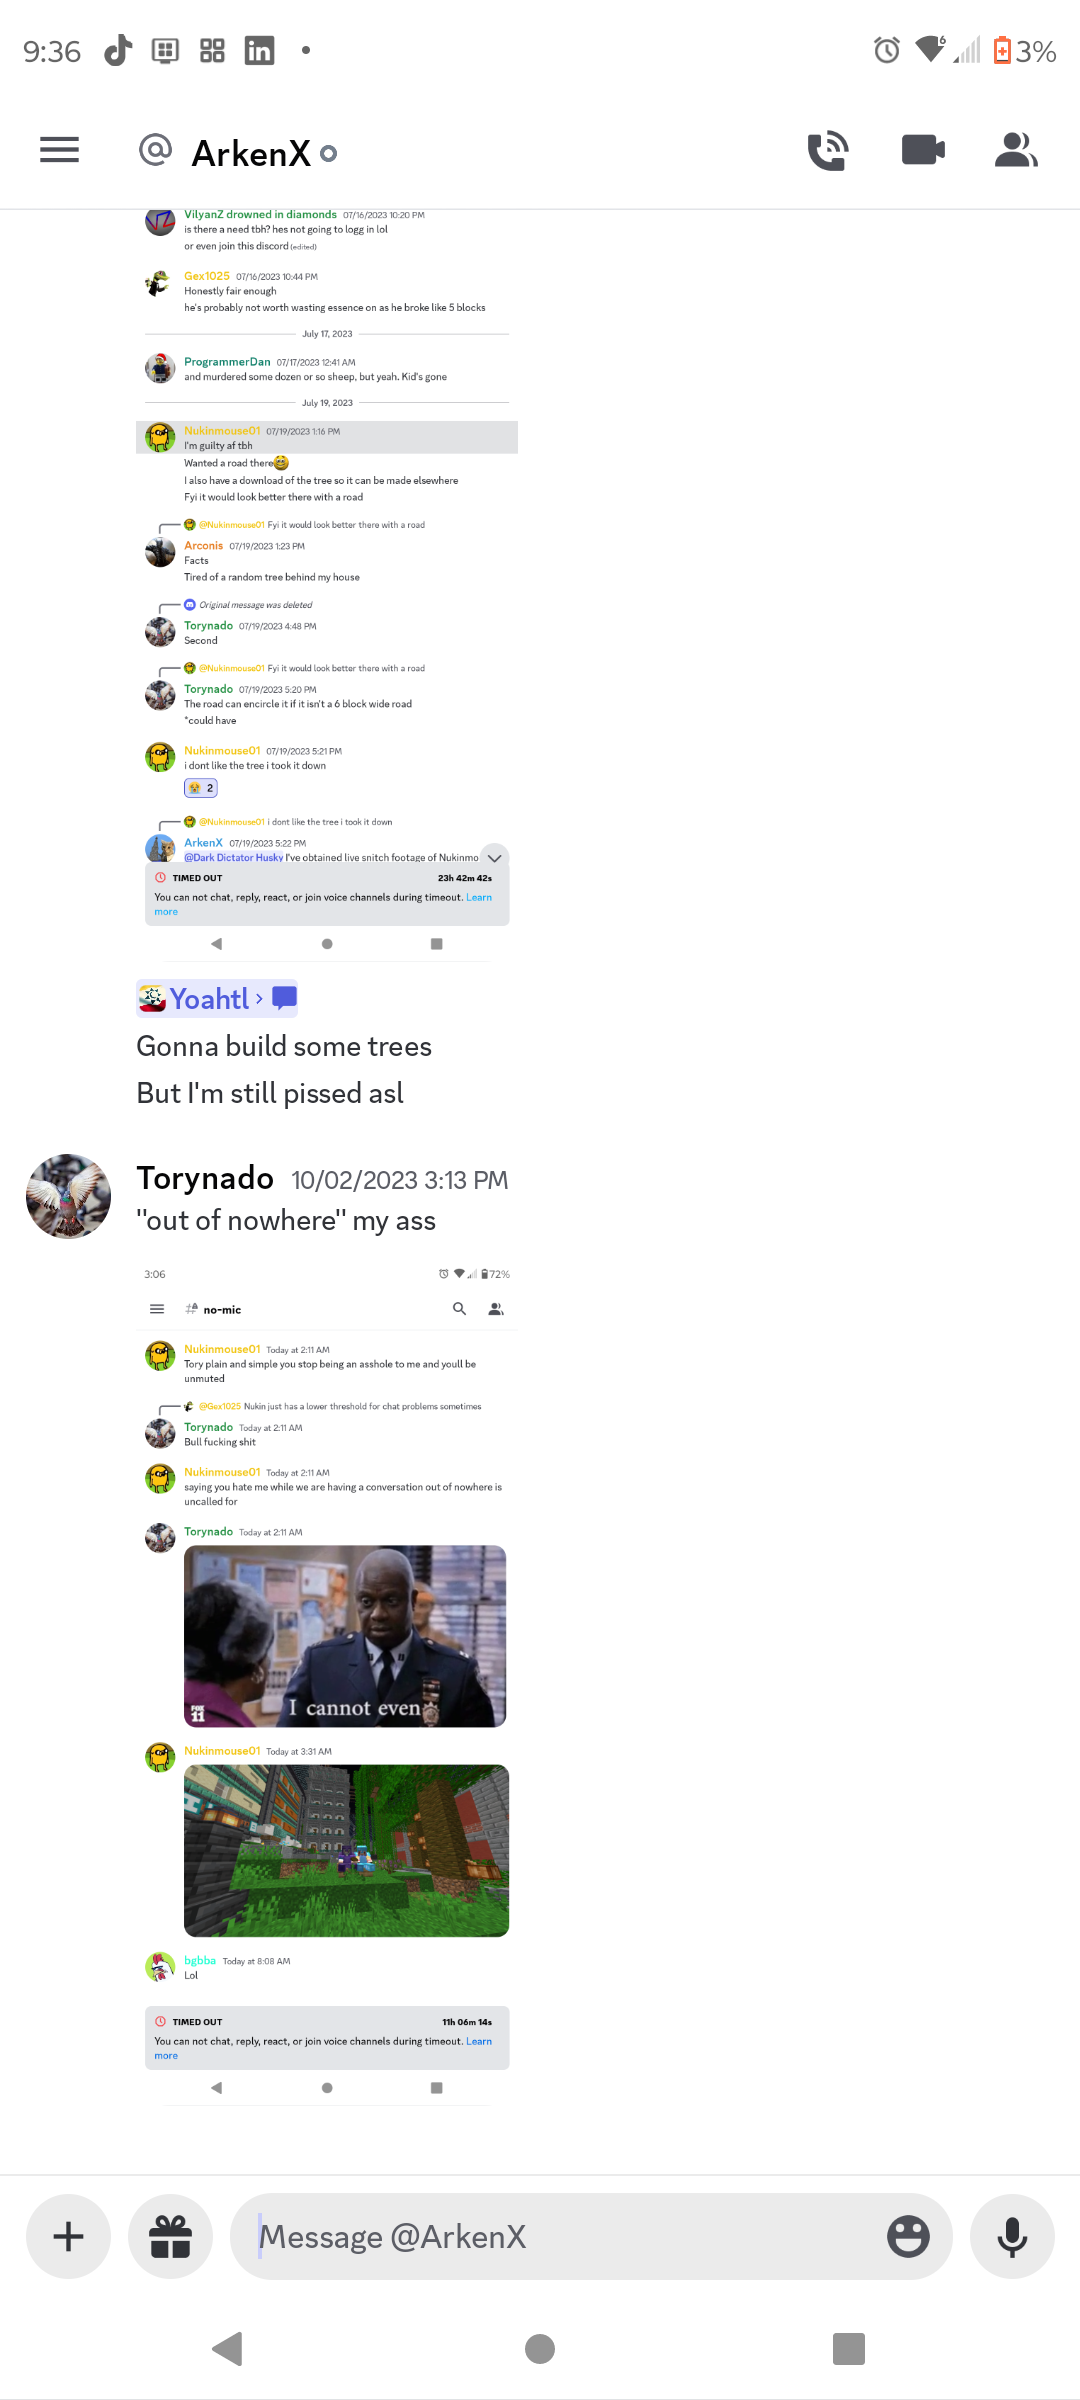 9:36
3%
@ ArkenX
VilyanZ drowned in diamonds 07/16/2023 10:20 PM
is there a need tbh? hes not going to logg in lol
or even join this discord (edited)
Gex1025 07/16/2023 10:44 PM
Honestly fair enough
he's probably not worth wasting essence on as he broke like 5 blocks
July 17, 2023
ProgrammerDan 07/17/2023 12:41 AM
and murdered some dozen or so sheep, but yeah. Kid's gone
July 19, 2023
Nukinmouse01 07/19/2023 1:16 PM
I'm guilty af tbh
Wanted a road there
I also have a download of the tree so it can be made elsewhere
Fyi it would look better there with a road
@Nukinmouse01 Fyi it would look better there with a road
Arconis 07/19/2023 1:23 PM
Facts
Tired of a random tree behind my house
Original message was deleted
Torynado 07/19/2023 4:48 PM
Second
@Nukinmouse01 Fyi it would look better there with a road
Torynado 07/19/2023 5:20 PM
The road can encircle it if it isn't a 6 block wide road
*could have
Nukinmouse01 07/19/2023 5:21 PM
i dont like the tree i took it down
2
@Nukinmouse01 i dont like the tree i took it down
ArkenX 07/19/2023 5:22 PM
@Dark Dictator Husky I've obtained live snitch footage of Nukinmo
TIMED OUT 23h 42m 42s
You can not chat, reply, react, or join voice channels during timeout. Learn
more
Yoahtl ›
Gonna build some trees
But I'm still pissed asl
Torynado 10/02/2023 3:13 PM
"out of nowhere" my ass
3:06 72%
no-mic
Nukinmouse01 Today at 2:11 AM
Tory plain and simple you stop being an asshole to me and youll be
unmuted
@Gex1025 Nukin just has a lower threshold for chat problems sometimes
Torynado Today at 2:11 AM
Bull fucking shit
Nukinmouse01 Today at 2:11 AM
saying you hate me while we are having a conversation out of nowhere is
uncalled for
Torynado Today at 2:11 AM
I cannot even
FOX
11
Nukinmouse01 Today at 3:31 AM
bgbba Today at 8:08 AM
Lol
TIMED OUT 11h 06m 14s
You can not chat, reply, react, or join voice channels during timeout. Learn
more
Message @ArkenX